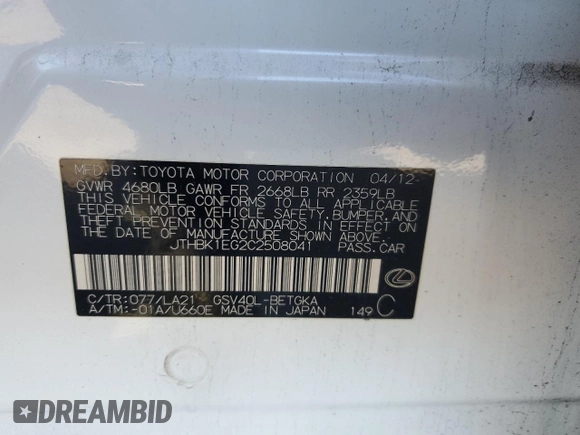 MFD.BY:TOYOTA MOTOR CORPORATION 04/12
GVWR 4680LB GAWR FR 2668LB RR 2359LB
THIS VEHICLE CONFORMS TO ALL APPLICABLE
FEDERAL MOTOR VEHICLE SAFETY,BUMPER,AND
THEFT PREVENTION STANDARDS IN EFFECT ON
THE DATE OF MANUFACTURE SHOWN ABOVE.
JTHBK1EG2C2508041 PASS.CAR
C/TR:077/LA21 GSV40L-BETGKA
A/TM:-01A/U660E MADE IN JAPAN 149 C
DREAMBID